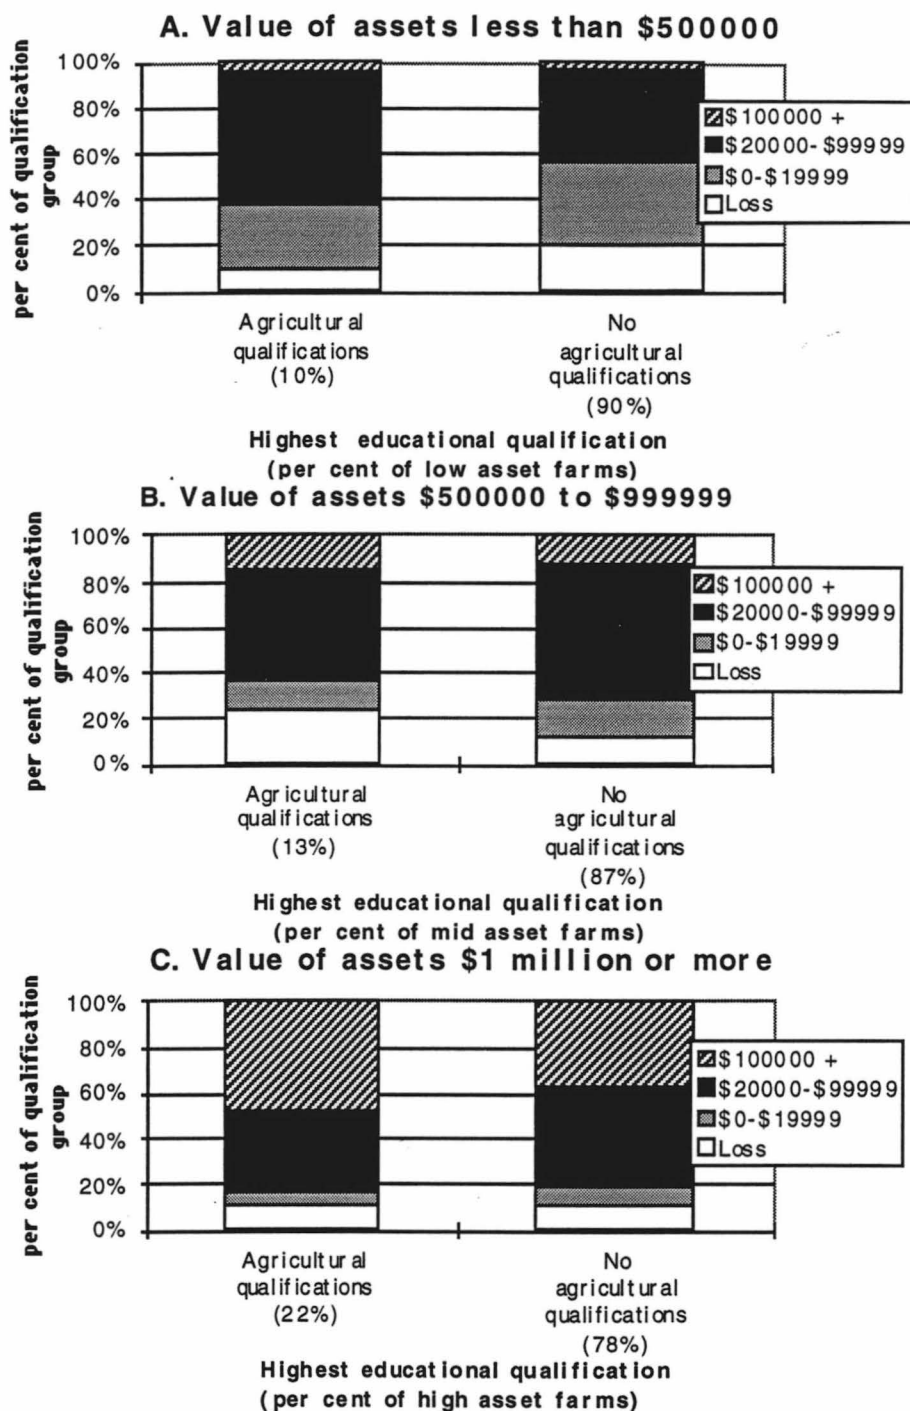 A. Value of assets less than $500000
per cent of qualification
group
100%
80%
60%
40%
20%
0%
$100000 +
$20000-$99999
$0-$19999
Loss
Agricultural
qualifications
(10%)
No
agricultural
qualifications
(90%)
Highest educational qualification
(per cent of low asset farms)
B. Value of assets $500000 to $999999
per cent of qualification
group
100%
80%
60%
40%
20%
0%
$100000 +
$20000-$99999
$0-$19999
Loss
Agricultural
qualifications
(13%)
No
agricultural
qualifications
(87%)
Highest educational qualification
(per cent of mid asset farms)
C. Value of assets $1 million or more
per cent of qualification
group
100%
80%
60%
40%
20%
0%
$100000 +
$20000-$99999
$0-$19999
Loss
Agricultural
qualifications
(22%)
No
agricultural
qualifications
(78%)
Highest educational qualification
(per cent of high asset farms)